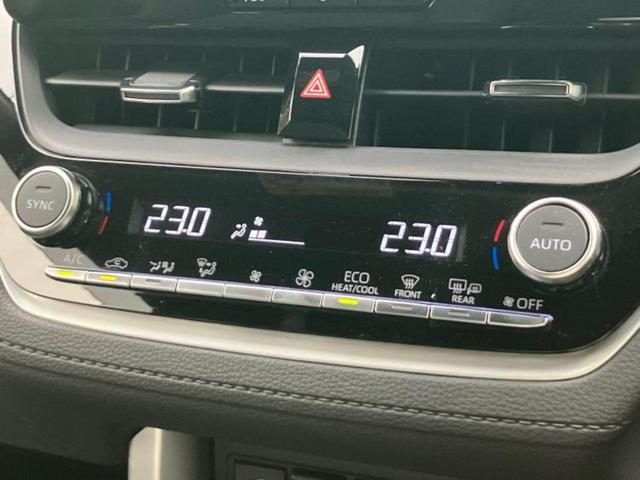 SYNC
23.0
23.0
AUTO
A/C
ECO
HEAT/COOL
FRONT
REAR
OFF